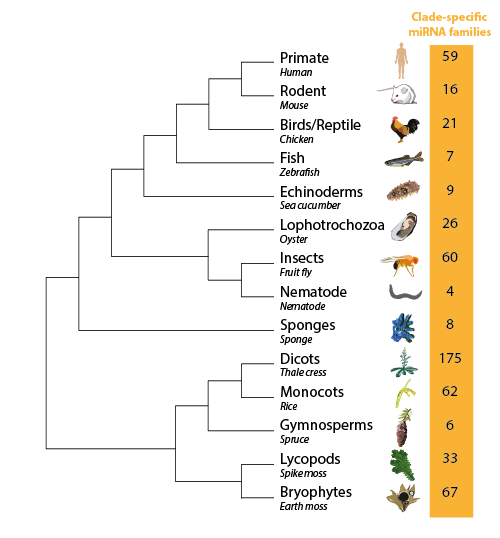 Clade-specific
miRNA families
Primate 59
Human
Rodent 16
Mouse
Birds/Reptile 21
Chicken
Fish 7
Zebrafish
Echinoderms 9
Sea cucumber
Lophotrochozoa 26
Oyster
Insects 60
Fruit fly
Nematode 4
Nematode
Sponges 8
Sponge
Dicots 175
Thale cress
Monocots 62
Rice
Gymnosperms 6
Spruce
Lycopods 33
Spikemoss
Bryophytes 67
Earth moss